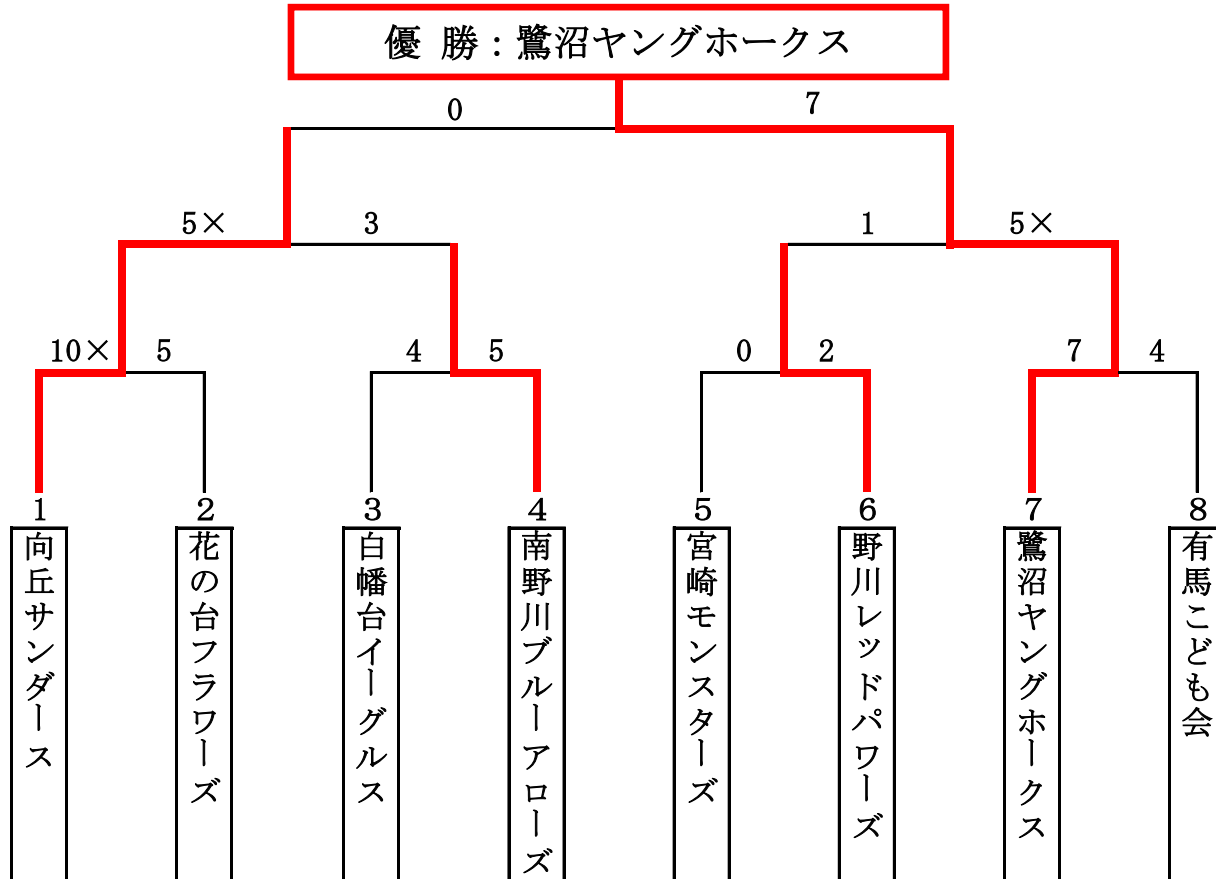 優 勝：鷺沼ヤングホークス
0 7
5× 3 1 5×
10× 5 4 5 0 2 7 4
1 2 3 4 5 6 7 8
向丘サンダース
花の台フラワーズ
白幡台イーグルス
南野川ブルーアローズ
宮崎モンスターズ
野川レッドパワーズ
鷺沼ヤングホークス
有馬こども会